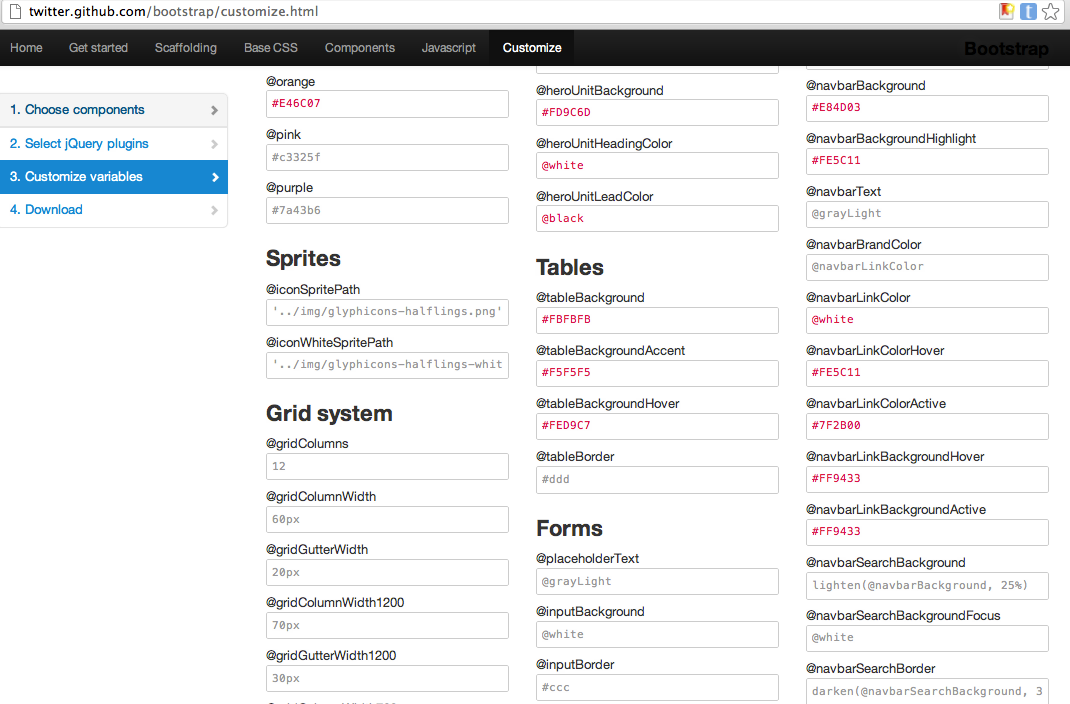 twitter.github.com/bootstrap/customize.html
Home Get started Scaffolding Base CSS Components Javascript Customize Bootstrap
1. Choose components
2. Select jQuery plugins
3. Customize variables
4. Download
@orange
#E46C07
@pink
#c3325f
@purple
#7a43b6
Sprites
@iconSpritePath
'../img/glyphicons-halflings.png'
@iconWhiteSpritePath
'../img/glyphicons-halflings-whit
Grid system
@gridColumns
12
@gridColumnWidth
60px
@gridGutterWidth
20px
@gridColumnWidth1200
70px
@gridGutterWidth1200
30px
@heroUnitBackground
#FD9C6D
@heroUnitHeadingColor
@white
@heroUnitLeadColor
@black
Tables
@tableBackground
#FBFBFB
@tableBackgroundAccent
#F5F5F5
@tableBackgroundHover
#FED9C7
@tableBorder
#ddd
Forms
@placeholderText
@grayLight
@inputBackground
@white
@inputBorder
#ccc
@navbarBackground
#E84D03
@navbarBackgroundHighlight
#FE5C11
@navbarText
@grayLight
@navbarBrandColor
@navbarLinkColor
@navbarLinkColor
@white
@navbarLinkColorHover
#FE5C11
@navbarLinkColorActive
#7F2B00
@navbarLinkBackgroundHover
#FF9433
@navbarLinkBackgroundActive
#FF9433
@navbarSearchBackground
lighten(@navbarBackground, 25%)
@navbarSearchBackgroundFocus
@white
@navbarSearchBorder
darken(@navbarSearchBackground, 3